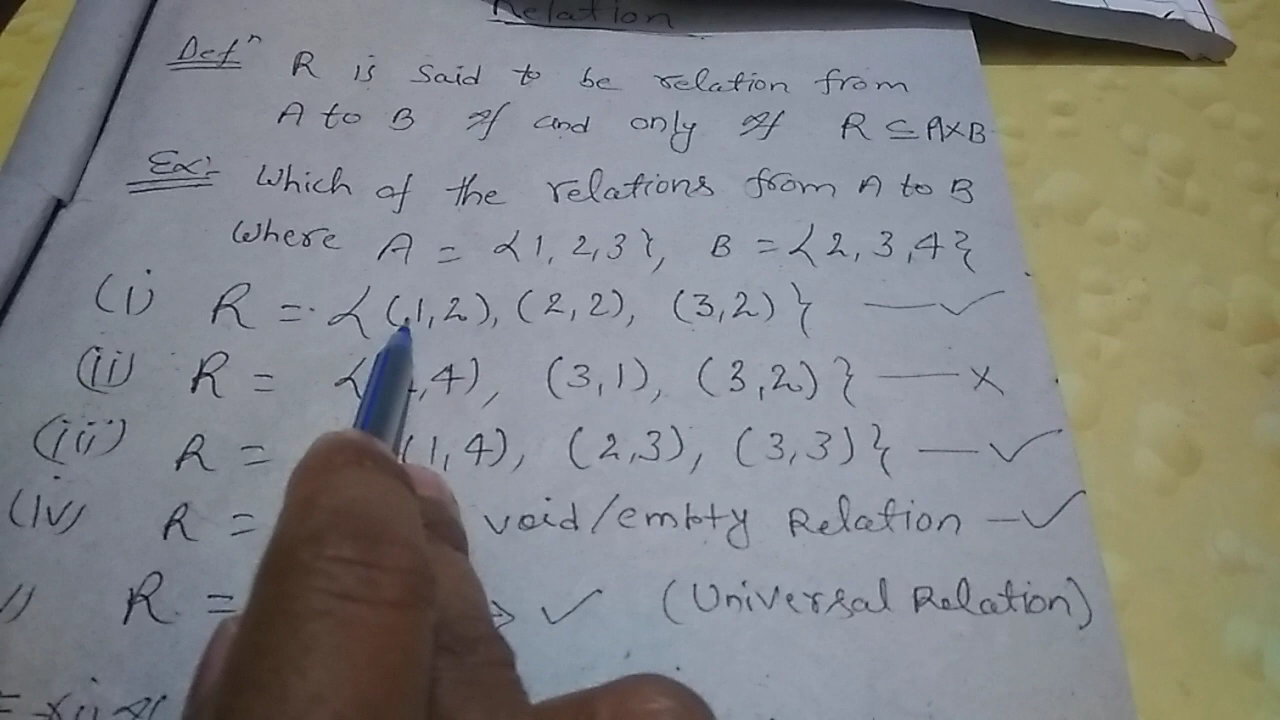 Relation
Defⁿ R is said to be relation from
A to B if and only if R ⊆ A×B
Ex:- Which of the relations from A to B
where A = {1, 2, 3}, B = {2, 3, 4}
(i) R = {(1,2), (2,2), (3,2)} — ✓
(ii) R = { ,4), (3,1), (3,2)} — ×
(iii) R = (1,4), (2,3), (3,3)} — ✓
(iv) R = void/empty Relation — ✓
) R = → ✓ (Universal Relation)